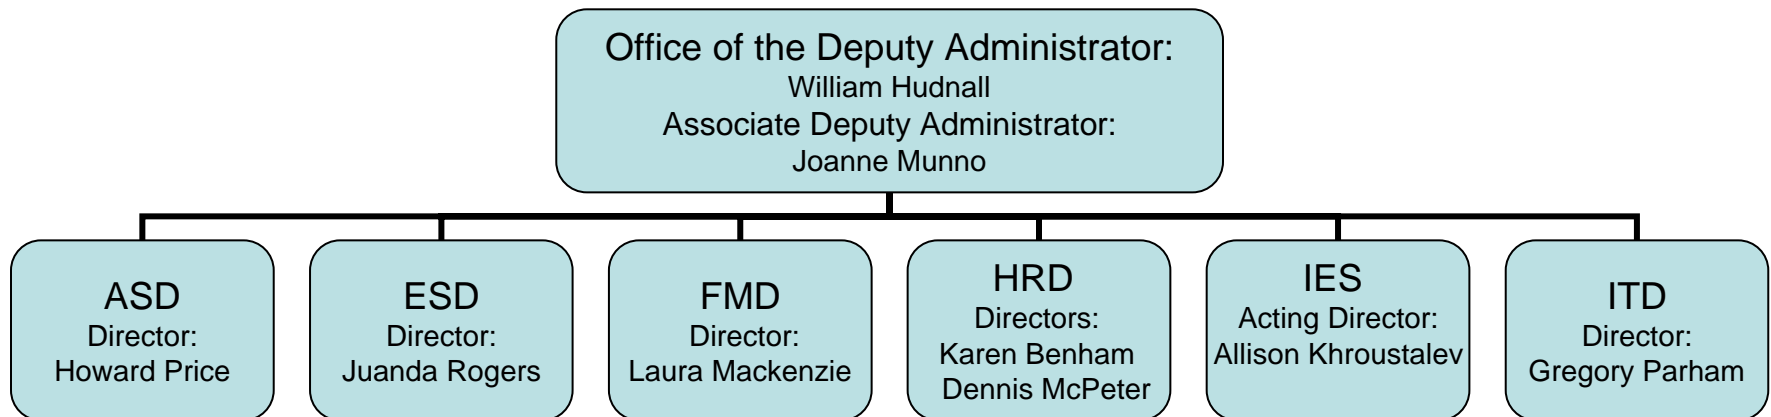 Office of the Deputy Administrator:
William Hudnall
Associate Deputy Administrator:
Joanne Munno
ASD
Director:
Howard Price
ESD
Director:
Juanda Rogers
FMD
Director:
Laura Mackenzie
HRD
Directors:
Karen Benham
Dennis McPeter
IES
Acting Director:
Allison Khroustalev
ITD
Director:
Gregory Parham